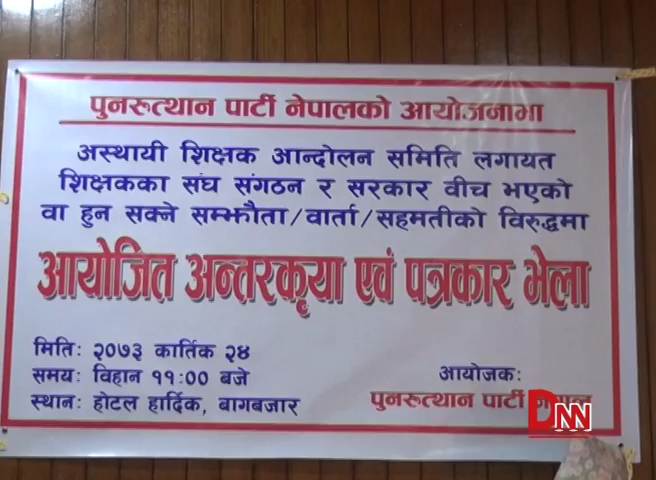 पुनरुत्थान पार्टी नेपालको आयोजनामा
अस्थायी शिक्षक आन्दोलन समिति लगायत
शिक्षकका संघ संगठन र सरकार वीच भएको
वा हुन सक्ने सम्झौता/वार्ता/सहमतीको विरुद्धमा
आयोजित अन्तरकृया एवं पत्रकार भेला
मिति: २०७३ कार्तिक २४
समय: विहान ११:०० बजे
स्थान: होटल हार्दिक, बागबजार
आयोजक:
पुनरुत्थान पार्टी
DNN